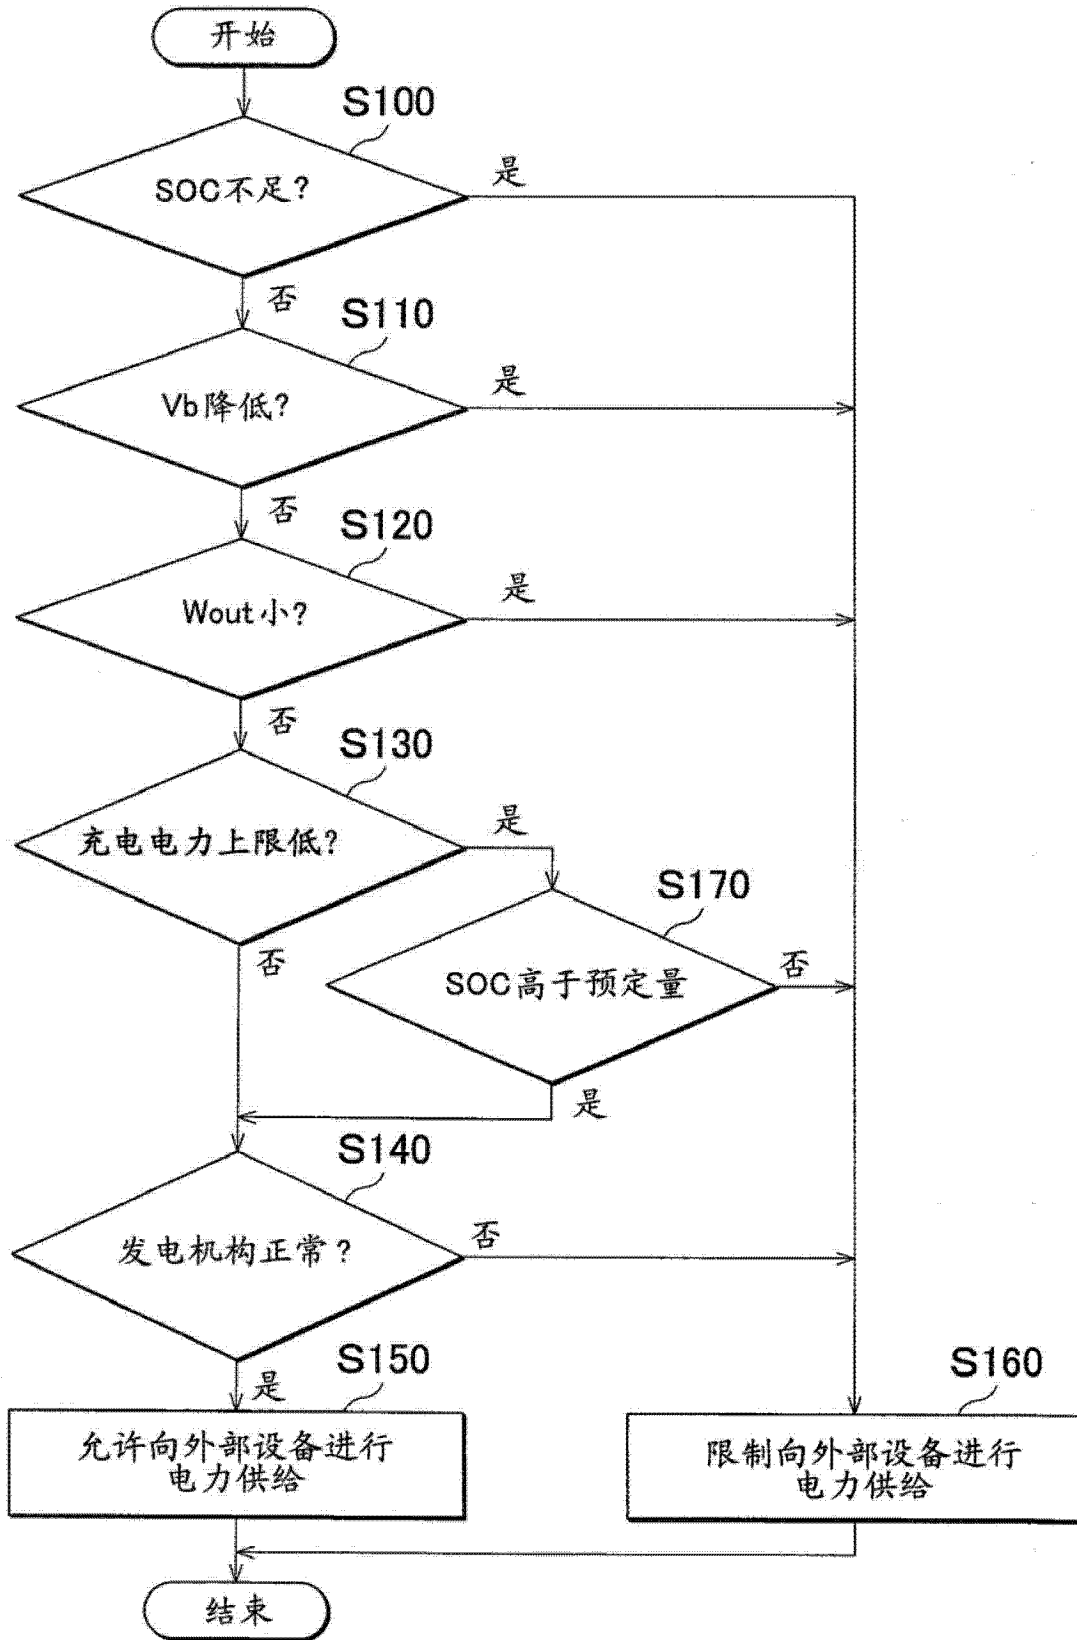 开始
S100
SOC不足?
是
否
S110
Vb降低?
是
否
S120
Wout小?
是
否
S130
充电电力上限低?
是
S170
否
SOC高于预定量
否
是
S140
发电机构正常?
否
是
S150
允许向外部设备进行
电力供给
S160
限制向外部设备进行
电力供给
结束